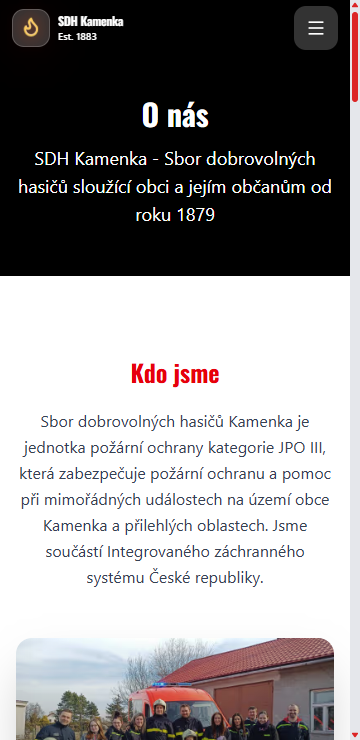 SDH Kamenka
Est. 1883
O nás
SDH Kamenka - Sbor dobrovolných
hasičů sloužící obci a jejím občanům od
roku 1879
Kdo jsme
Sbor dobrovolných hasičů Kamenka je
jednotka požární ochrany kategorie JPO III,
která zabezpečuje požární ochranu a pomoc
při mimořádných událostech na území obce
Kamenka a přilehlých oblastech. Jsme
součástí Integrovaného záchranného
systému České republiky.